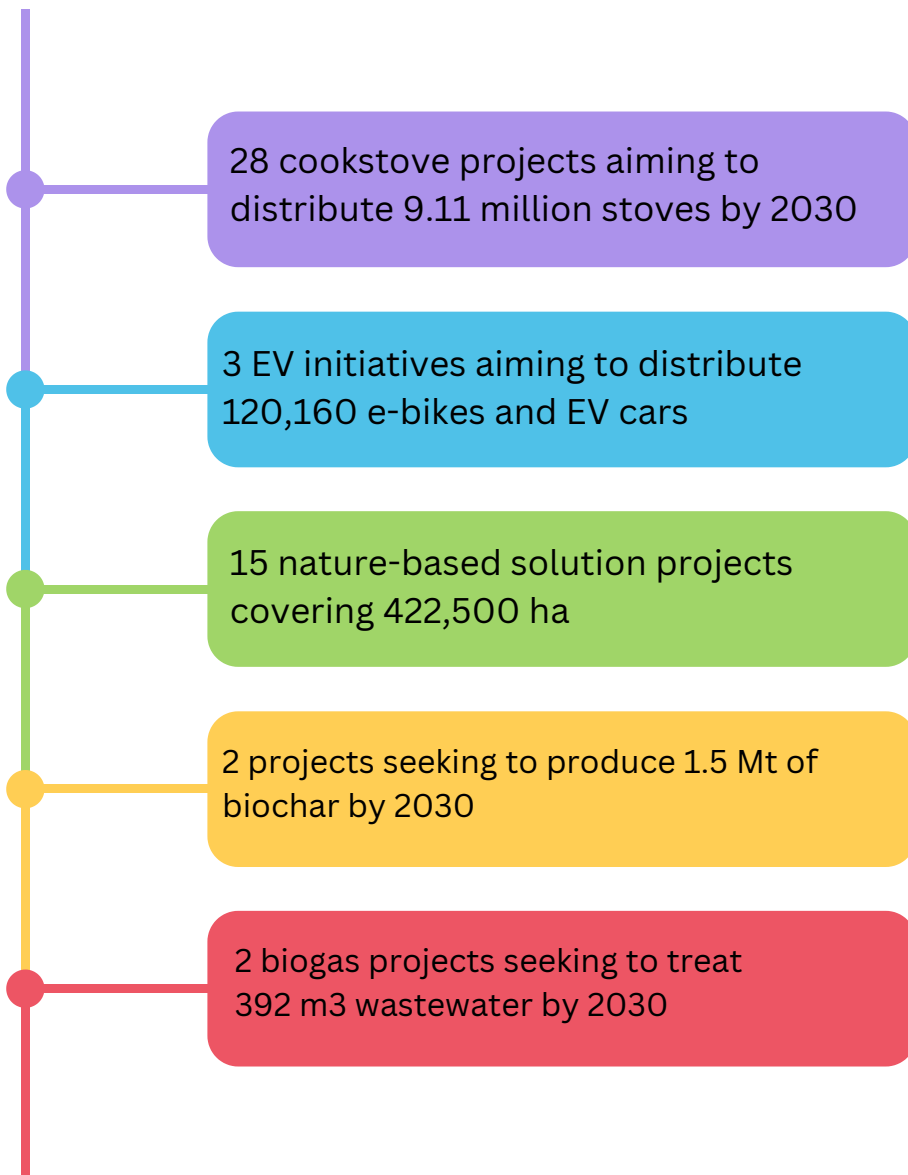 28 cookstove projects aiming to
distribute 9.11 million stoves by 2030
3 EV initiatives aiming to distribute
120,160 e-bikes and EV cars
15 nature-based solution projects
covering 422,500 ha
2 projects seeking to produce 1.5 Mt of
biochar by 2030
2 biogas projects seeking to treat
392 m3 wastewater by 2030